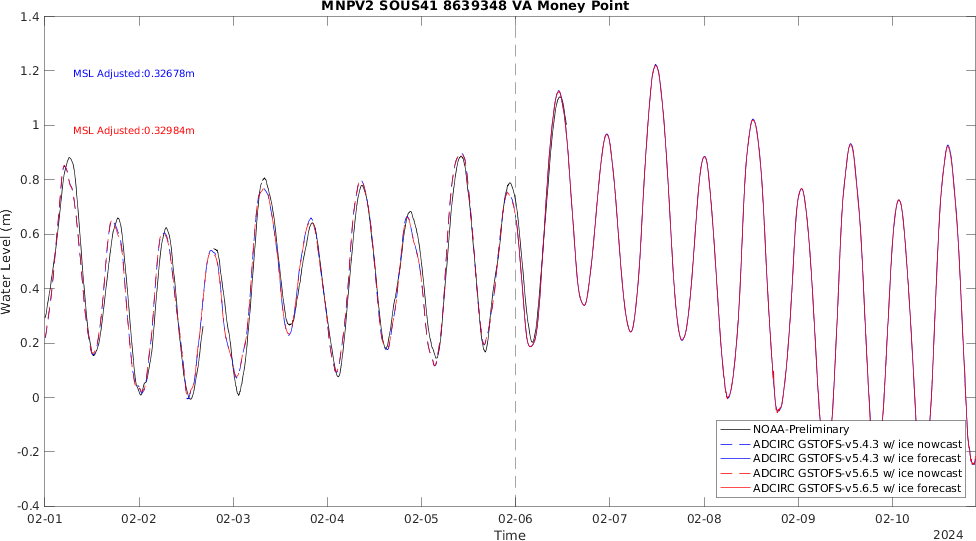 MNPV2 SOUS41 8639348 VA Money Point
1.4
1.2
1
0.8
0.6
0.4
0.2
0
-0.2
-0.4
Water Level (m)
MSL Adjusted:0.32678m
MSL Adjusted:0.32984m
NOAA-Preliminary
ADCIRC GSTOFS-v5.4.3 w/ ice nowcast
ADCIRC GSTOFS-v5.4.3 w/ ice forecast
ADCIRC GSTOFS-v5.6.5 w/ ice nowcast
ADCIRC GSTOFS-v5.6.5 w/ ice forecast
02-01 02-02 02-03 02-04 02-05 02-06 02-07 02-08 02-09 02-10
Time
2024